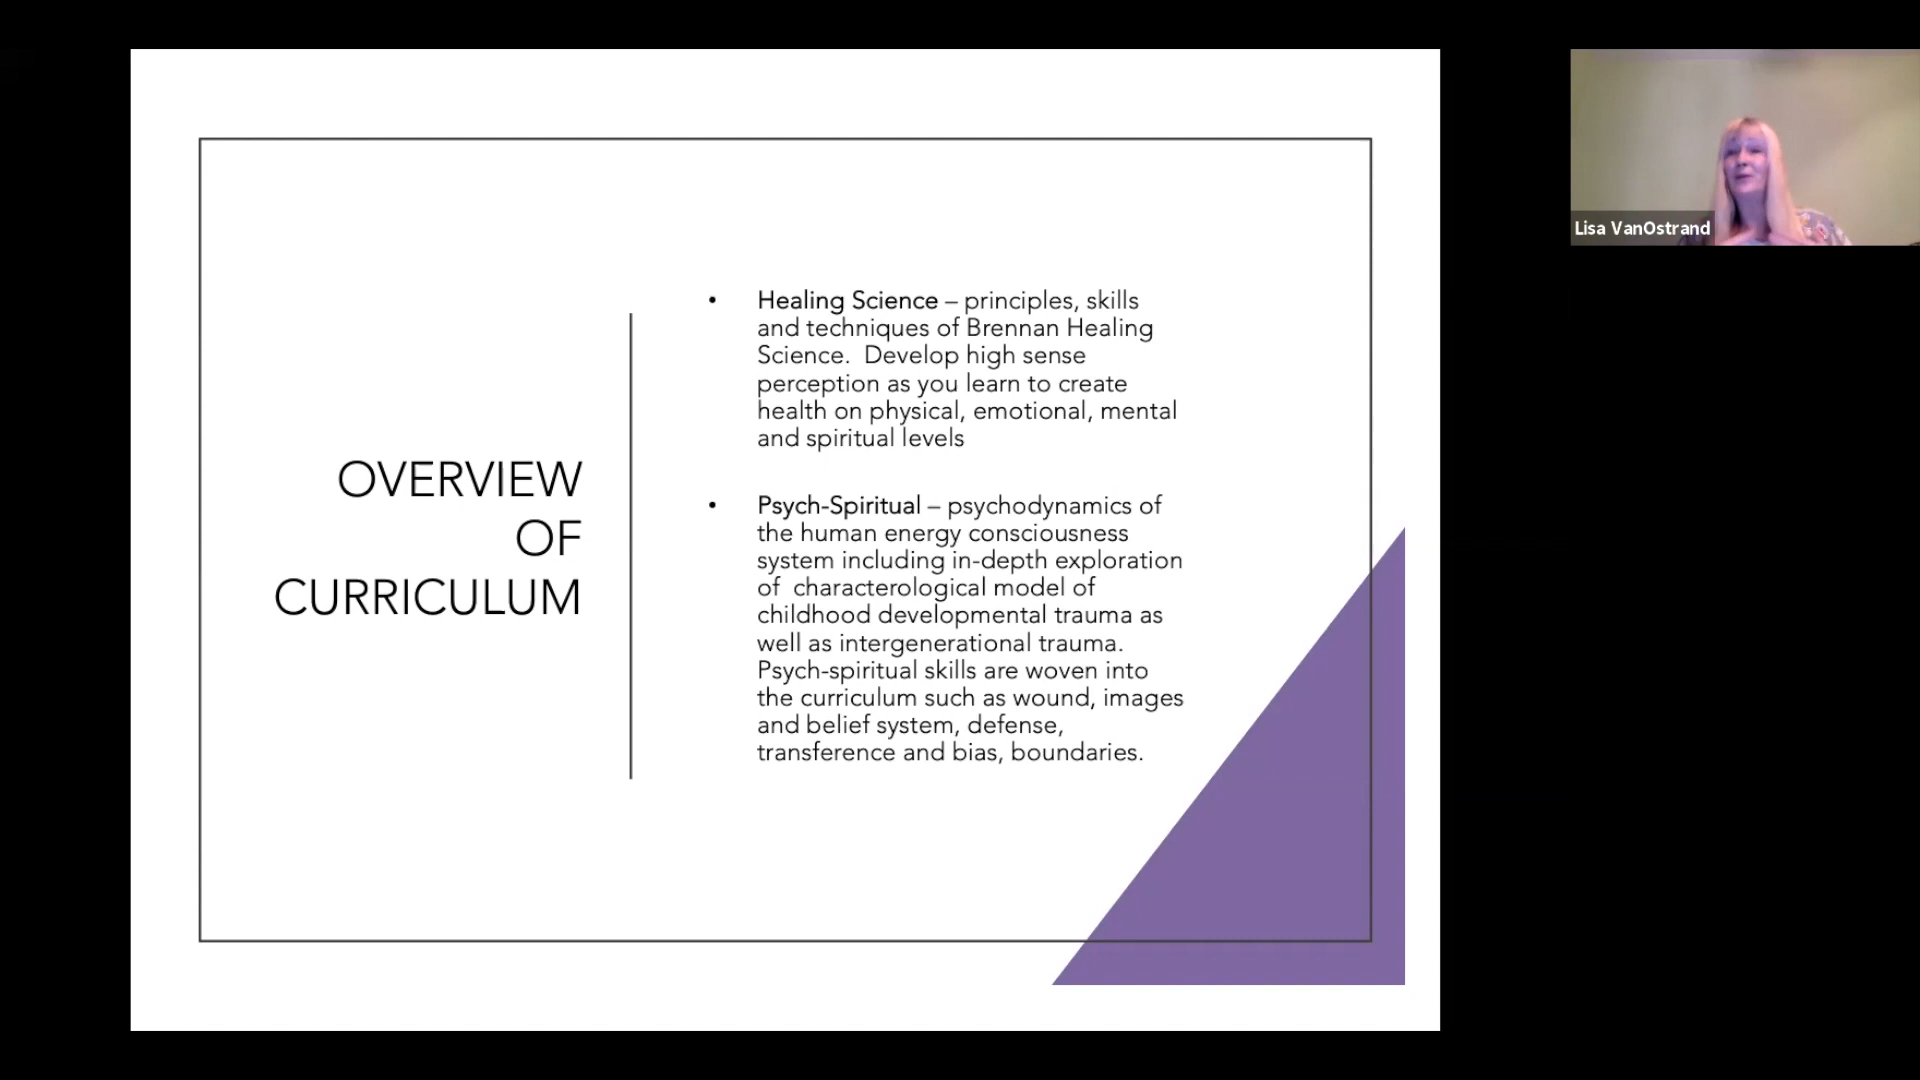 OVERVIEW
OF
CURRICULUM
• Healing Science – principles, skills
and techniques of Brennan Healing
Science.  Develop high sense
perception as you learn to create
health on physical, emotional, mental
and spiritual levels
• Psych-Spiritual – psychodynamics of
the human energy consciousness
system including in-depth exploration
of  characterological model of
childhood developmental trauma as
well as intergenerational trauma.
Psych-spiritual skills are woven into
the curriculum such as wound, images
and belief system, defense,
transference and bias, boundaries.
Lisa VanOstrand